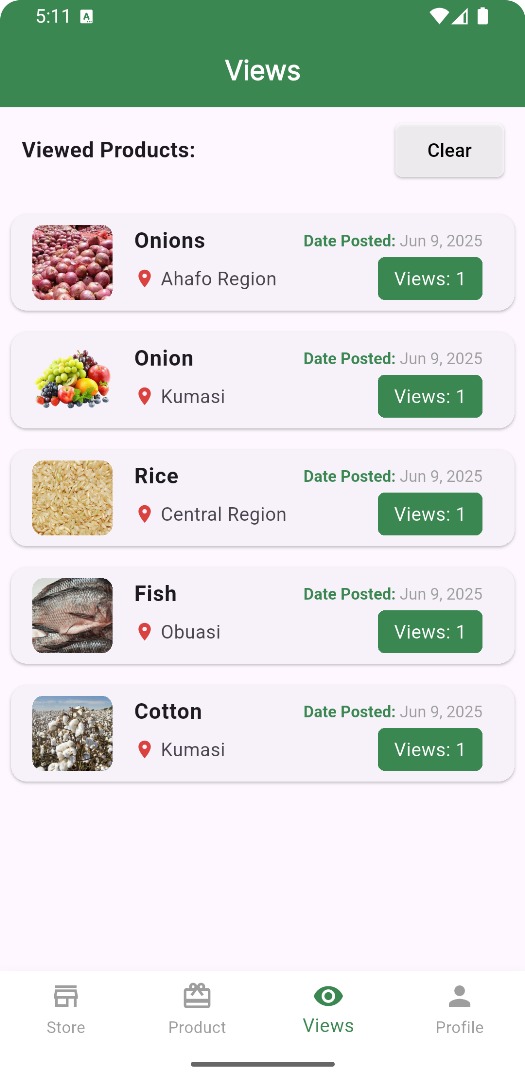 5:11 A
Views
Viewed Products:
Clear
Onions
Date Posted: Jun 9, 2025
Ahafo Region
Views: 1
Onion
Date Posted: Jun 9, 2025
Kumasi
Views: 1
Rice
Date Posted: Jun 9, 2025
Central Region
Views: 1
Fish
Date Posted: Jun 9, 2025
Obuasi
Views: 1
Cotton
Date Posted: Jun 9, 2025
Kumasi
Views: 1
Store
Product
Views
Profile